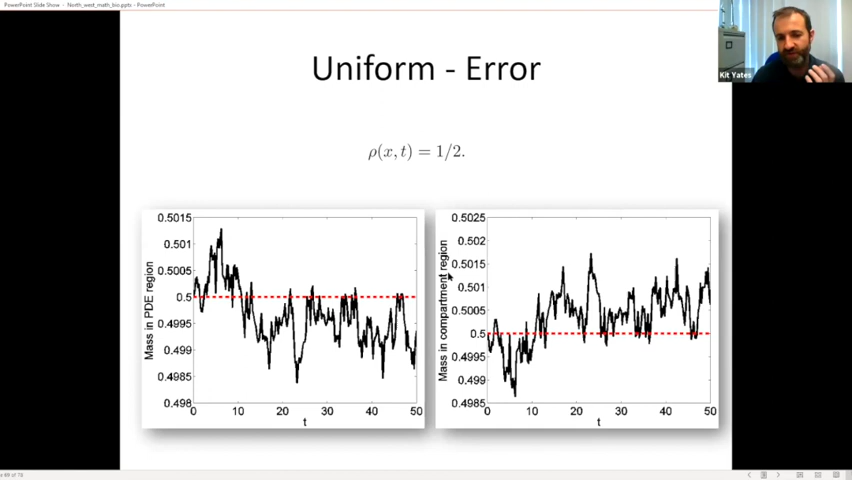 PowerPoint Slide Show - North_west_math_bio.pptx - PowerPoint
Kit Yates
Uniform - Error
ρ(x, t) = 1/2.
Mass in PDE region
0.5015
0.501
0.5005
0.5
0.4995
0.499
0.4985
0.498
0 10 20 30 40 50
t
Mass in compartment region
0.5025
0.502
0.5015
0.501
0.5005
0.5
0.4995
0.499
0.4985
0 10 20 30 40 50
t